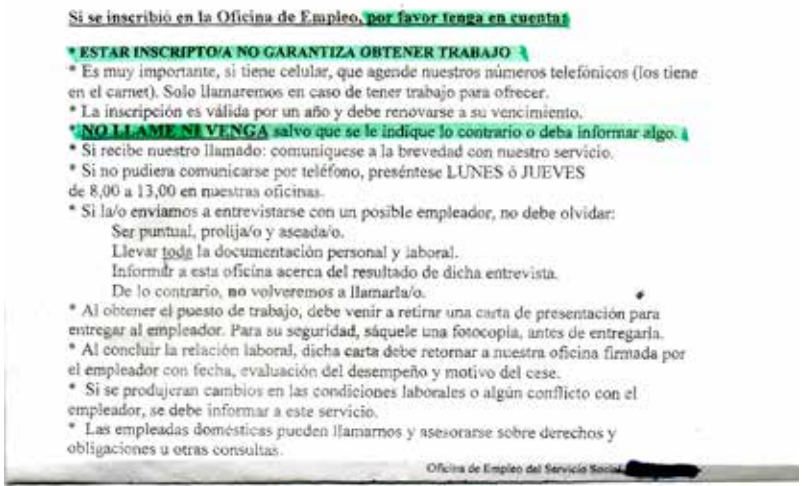 Si se inscribió en la Oficina de Empleo, por favor tenga en cuenta:
* ESTAR INSCRIPTO/A NO GARANTIZA OBTENER TRABAJO
* Es muy importante, si tiene celular, que agende nuestros números telefónicos (los tiene
en el carnet). Solo llamaremos en caso de tener trabajo para ofrecer.
* La inscripción es válida por un año y debe renovarse a su vencimiento.
* NO LLAME NI VENGA salvo que se le indique lo contrario o deba informar algo.
* Si recibe nuestro llamado: comuníquese a la brevedad con nuestro servicio.
* Si no pudiera comunicarse por teléfono, preséntese LUNES ó JUEVES
de 8,00 a 13,00 en nuestras oficinas.
* Si la/o enviamos a entrevistarse con un posible empleador, no debe olvidar:
Ser puntual, prolija/o y aseada/o.
Llevar toda la documentación personal y laboral.
Informar a esta oficina acerca del resultado de dicha entrevista.
De lo contrario, no volveremos a llamarla/o.
* Al obtener el puesto de trabajo, debe venir a retirar una carta de presentación para
entregar al empleador. Para su seguridad, sáquele una fotocopia, antes de entregarla.
* Al concluir la relación laboral, dicha carta debe retornar a nuestra oficina firmada por
el empleador con fecha, evaluación del desempeño y motivo del cese.
* Si se produjeran cambios en las condiciones laborales o algún conflicto con el
empleador, se debe informar a este servicio.
* Las empleadas domésticas pueden llamarnos y asesorarse sobre derechos y
obligaciones u otras consultas.
Oficina de Empleo del Servicio Social